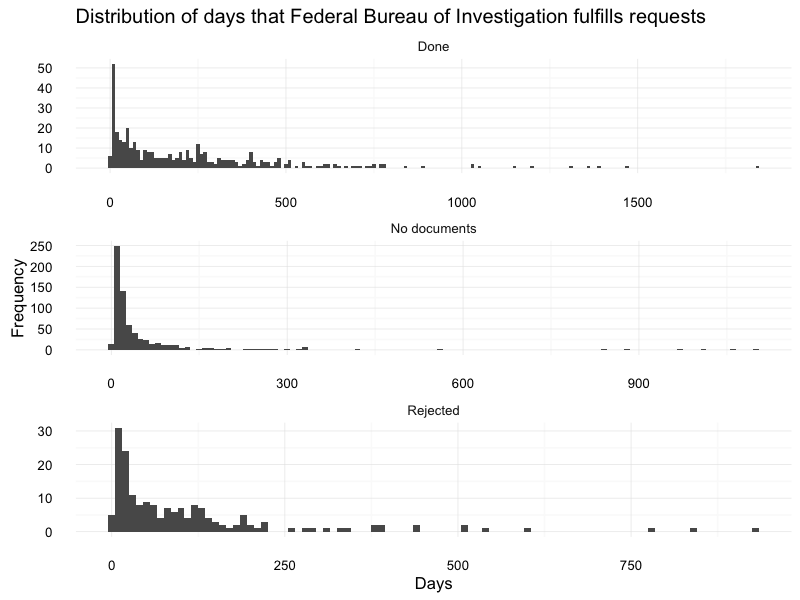 Distribution of days that Federal Bureau of Investigation fulfills requests
Done
50
40
30
20
10
0
0 500 1000 1500
No documents
Frequency
250
200
150
100
50
0
0 300 600 900
Rejected
30
20
10
0
0 250 500 750
Days